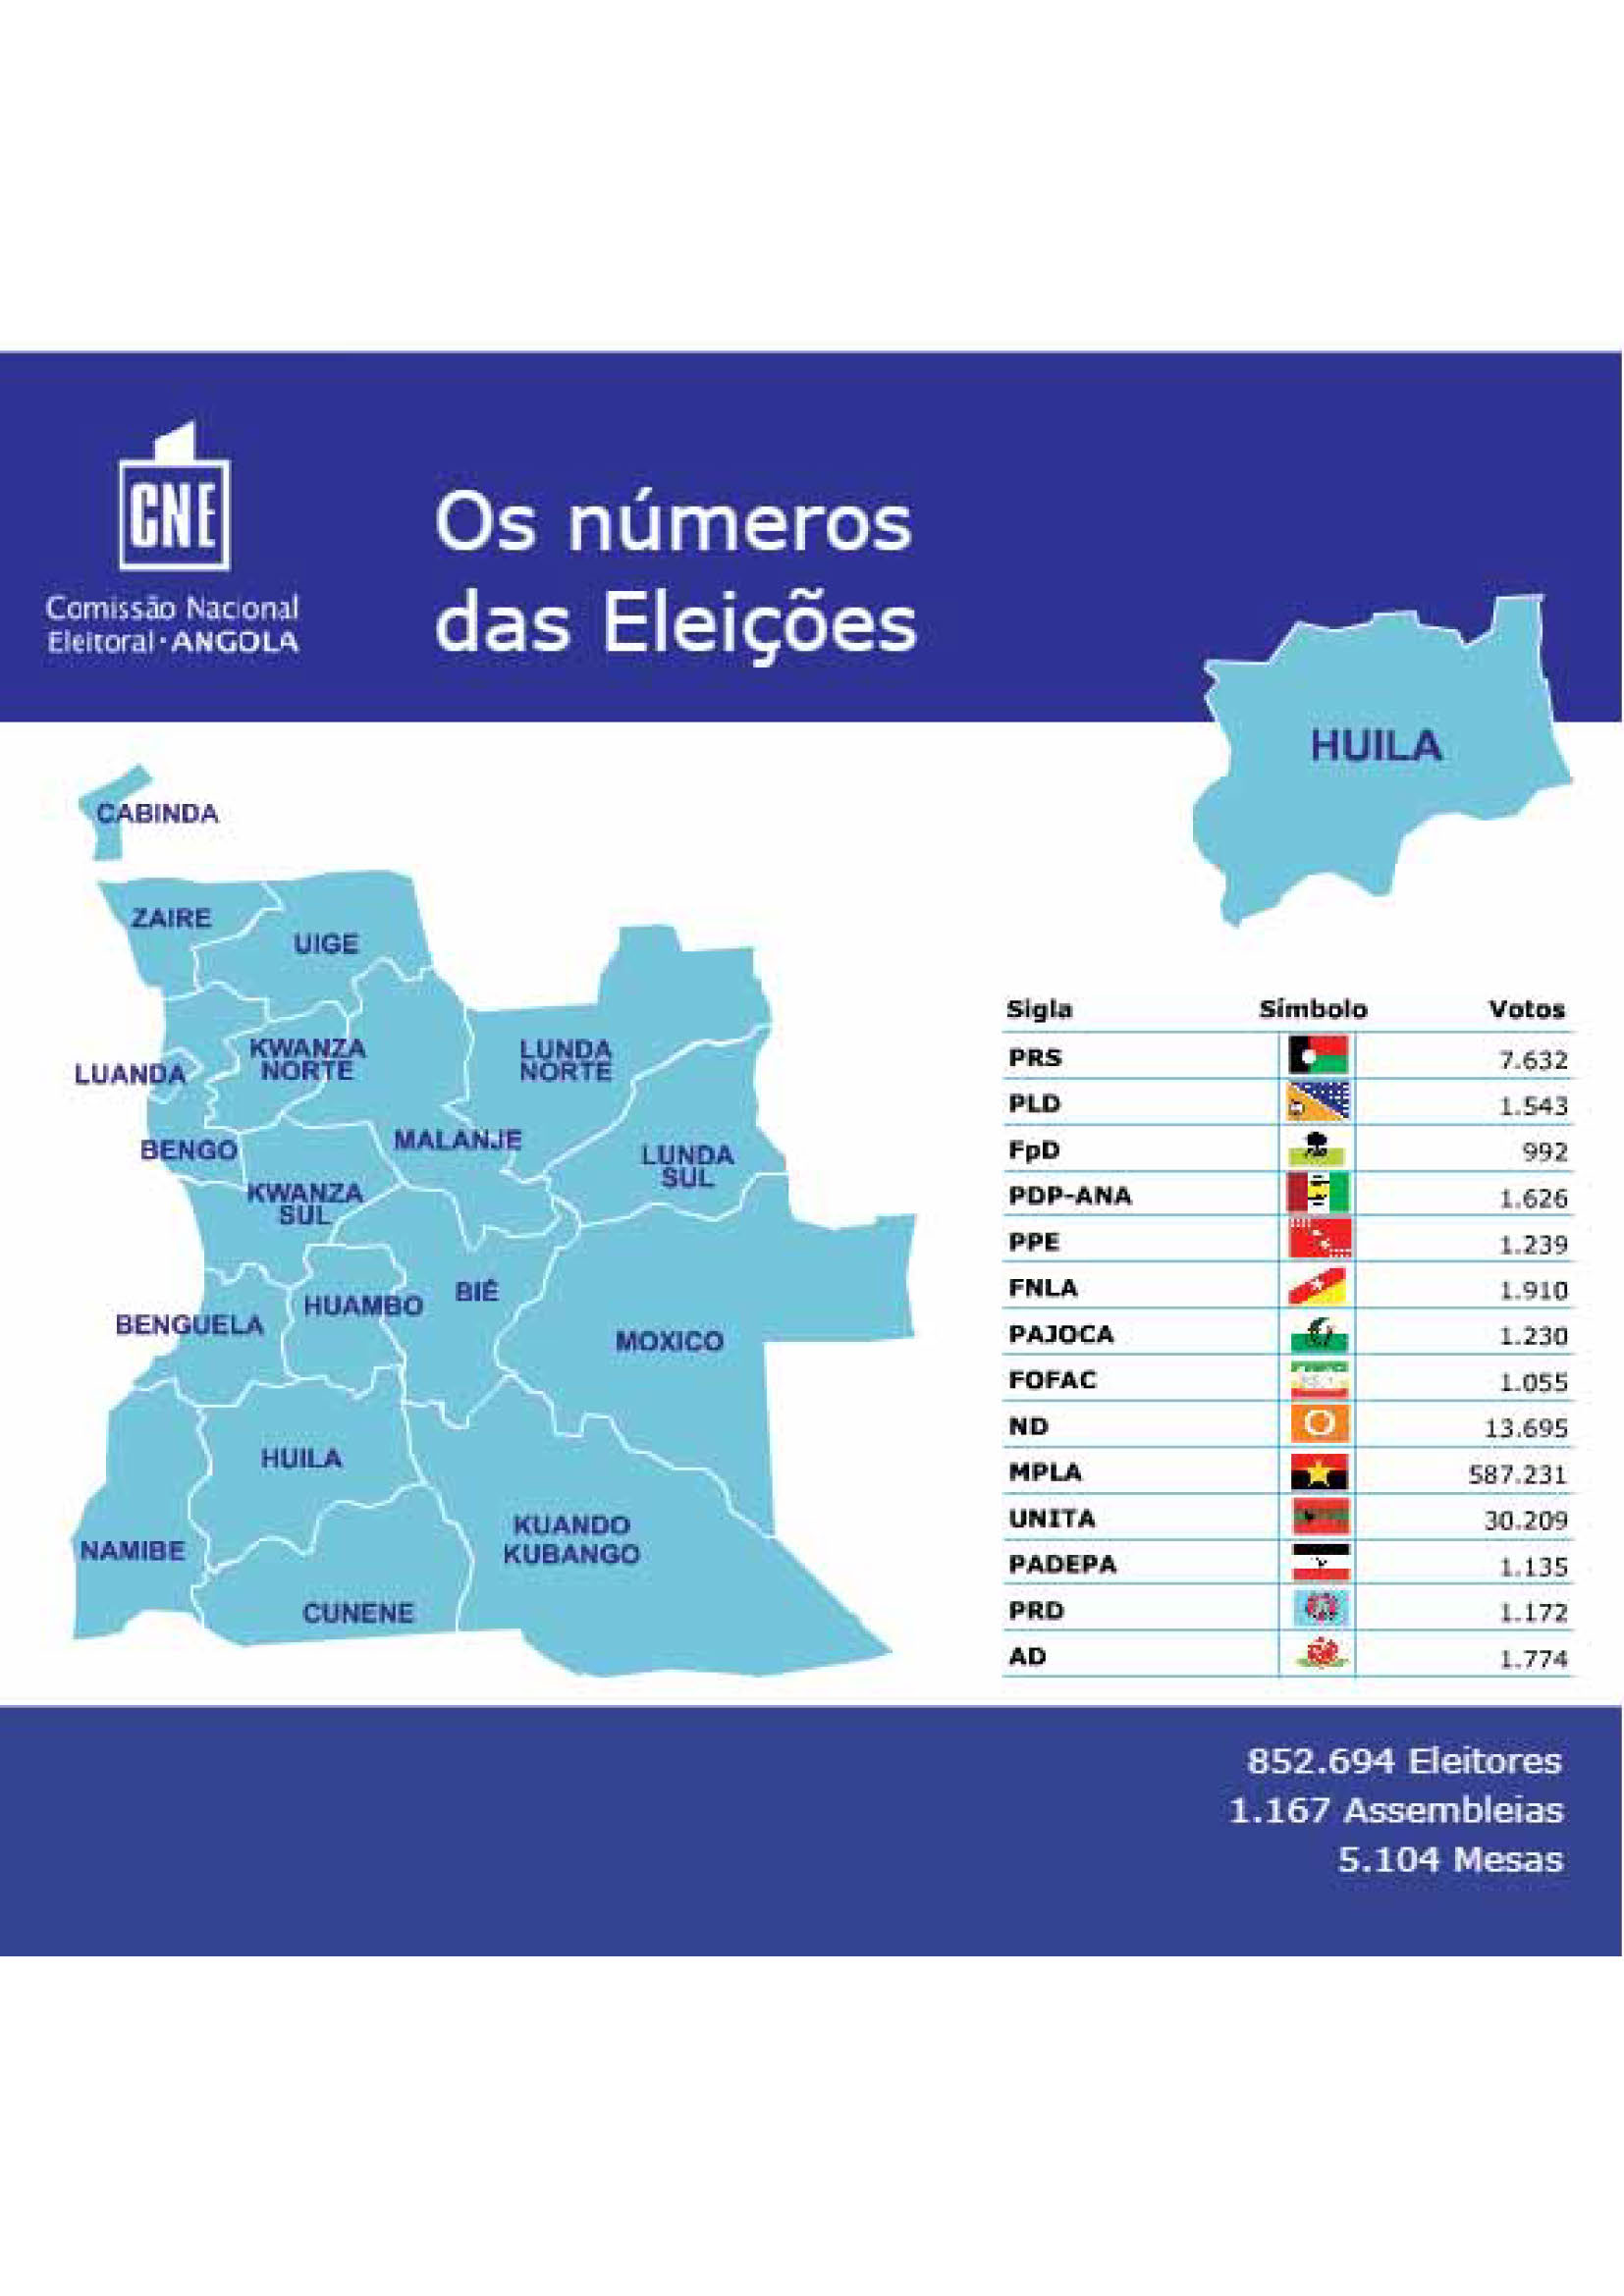 CNE
Comissão Nacional
Eleitoral · ANGOLA
Os números
das Eleições
HUILA
CABINDA
ZAIRE
UIGE
KWANZA
NORTE
LUNDA
NORTE
LUANDA
BENGO
MALANJE
LUNDA
SUL
KWANZA
SUL
BIÉ
HUAMBO
BENGUELA
MOXICO
HUILA
KUANDO
KUBANGO
NAMIBE
CUNENE
Sigla Símbolo Votos
PRS 7.632
PLD 1.543
FpD 992
PDP-ANA 1.626
PPE 1.239
FNLA 1.910
PAJOCA 1.230
FOFAC 1.055
ND 13.695
MPLA 587.231
UNITA 30.209
PADEPA 1.135
PRD 1.172
AD 1.774
852.694 Eleitores
1.167 Assembleias
5.104 Mesas